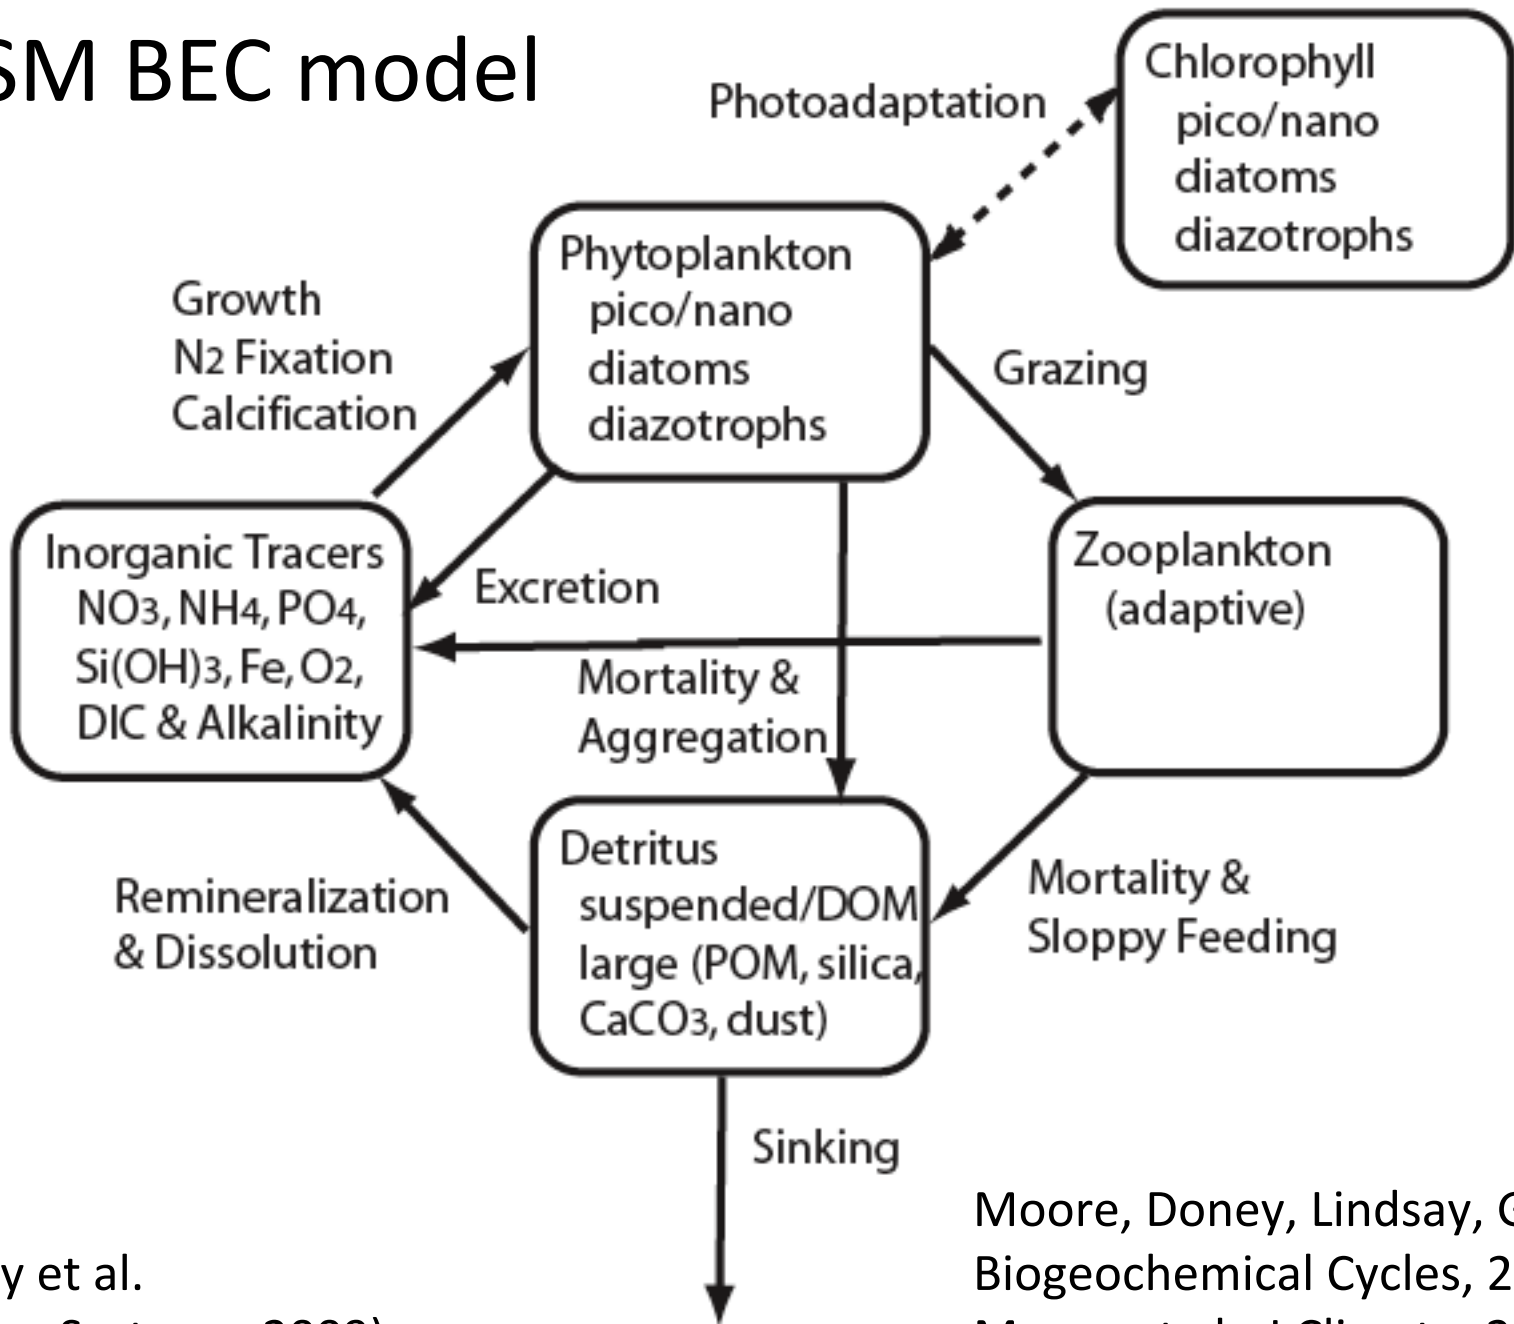 SM BEC model
Photoadaptation
Chlorophyll
pico/nano
diatoms
diazotrophs
Phytoplankton
pico/nano
diatoms
diazotrophs
Growth
N2 Fixation
Calcification
Grazing
Inorganic Tracers
NO3, NH4, PO4,
Si(OH)3, Fe, O2,
DIC & Alkalinity
Excretion
Zooplankton
(adaptive)
Mortality &
Aggregation
Detritus
suspended/DOM
large (POM, silica,
CaCO3, dust)
Remineralization
& Dissolution
Mortality &
Sloppy Feeding
Sinking
Moore, Doney, Lindsay, G
Biogeochemical Cycles, 2
y et al.